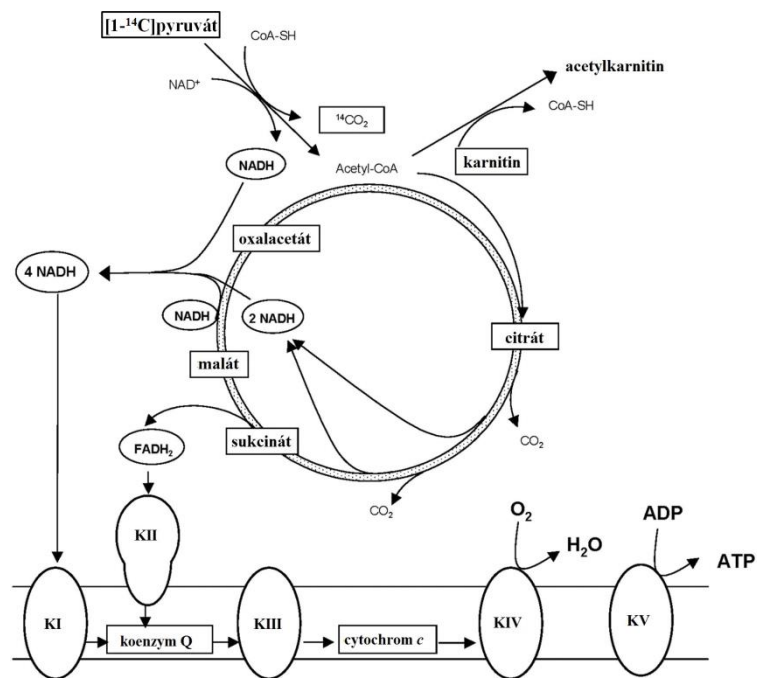 [1-¹⁴C]pyruvát
CoA-SH
NAD⁺
¹⁴CO₂
acetylkarnitin
CoA-SH
karnitin
NADH
Acetyl-CoA
oxalacetát
4 NADH
NADH
2 NADH
citrát
malát
sukcinát
CO₂
FADH₂
CO₂
KII
O₂
H₂O
ADP
ATP
KI
koenzym Q
KIII
cytochrom c
KIV
KV